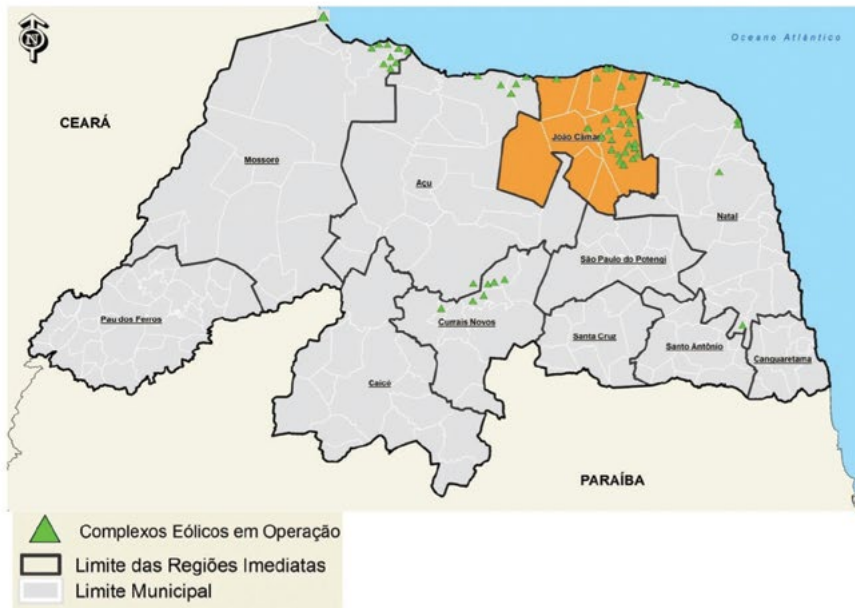 N
Oceano Atlântico
CEARÁ
Mossoró
João Câmar
Açu
Natal
São Paulo do Potengi
Pau dos Ferros
Currais Novos
Santa Cruz
Santo Antônio
Canguaretama
Caicó
PARAÍBA
Complexos Eólicos em Operação
Limite das Regiões Imediatas
Limite Municipal